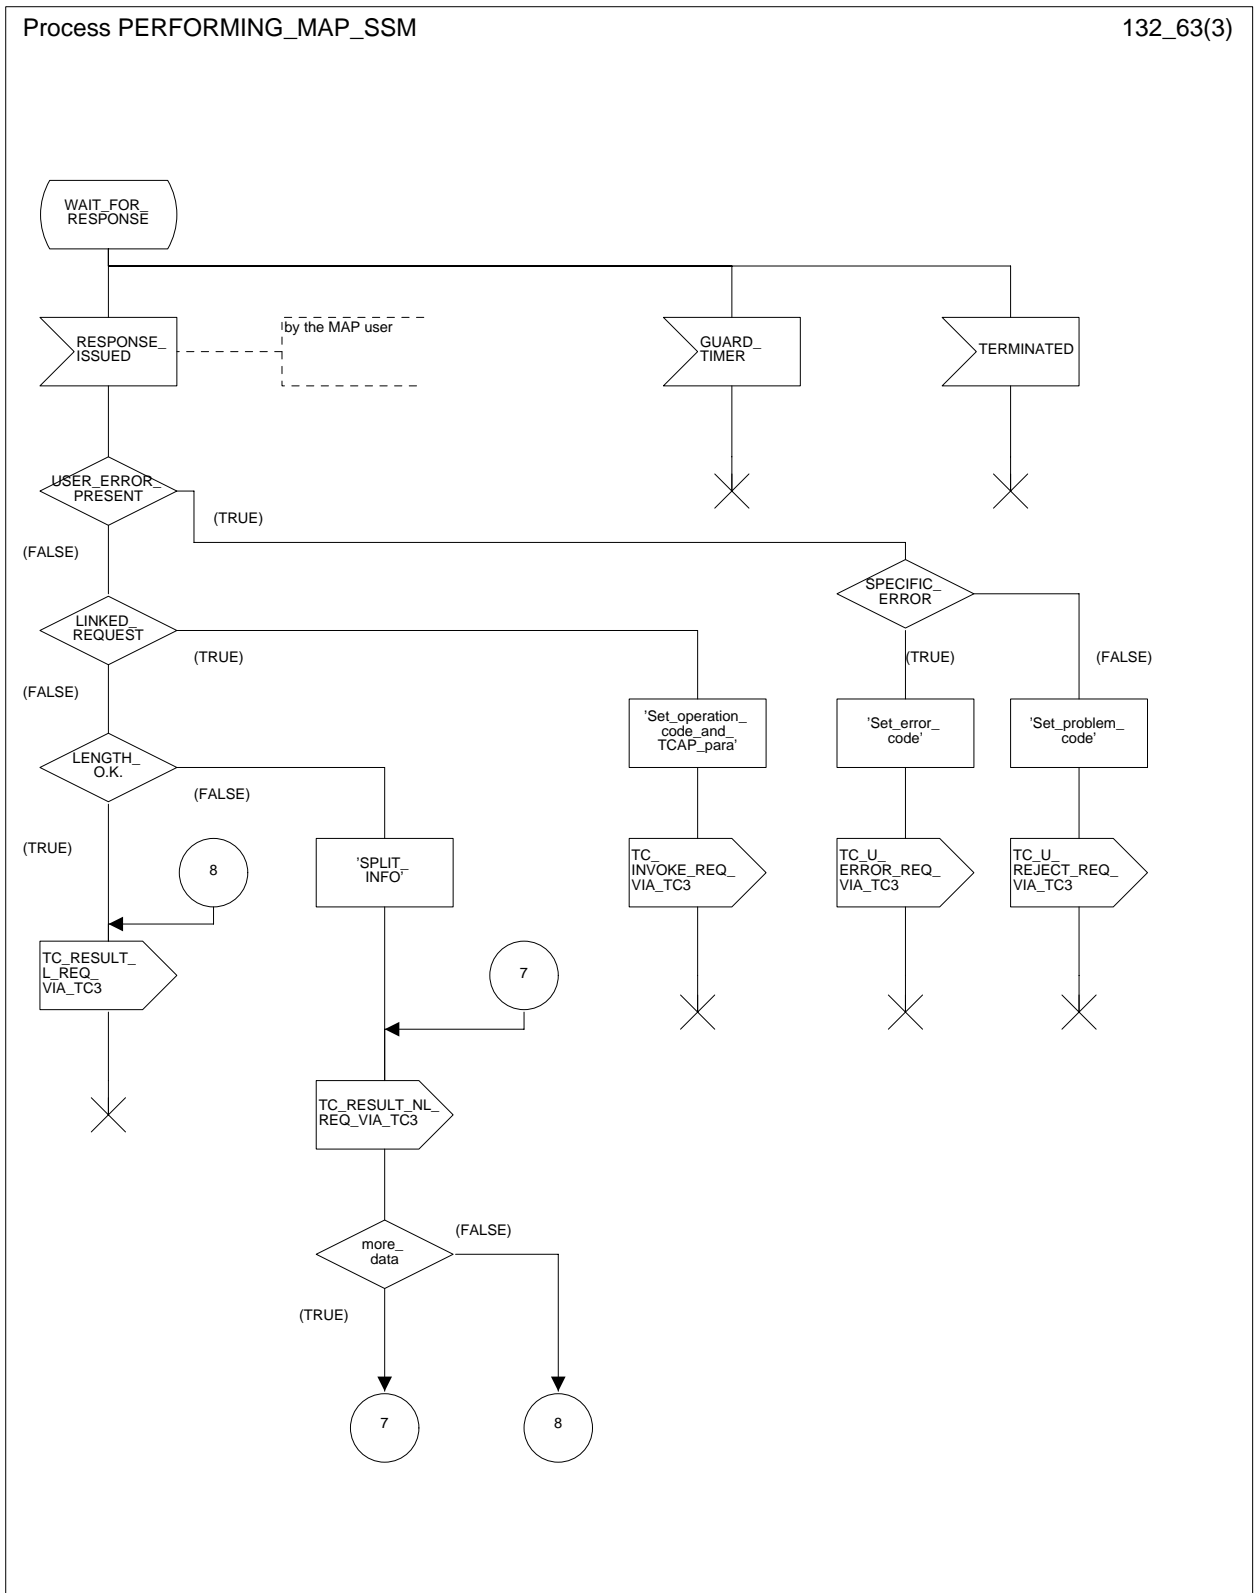 Process PERFORMING_MAP_SSM
132_63(3)
WAIT_FOR_
RESPONSE
RESPONSE_
ISSUED
by the MAP user
GUARD_
TIMER
TERMINATED
USER_ERROR_
PRESENT
(TRUE)
(FALSE)
SPECIFIC_
ERROR
LINKED_
REQUEST
(TRUE)
(TRUE)
(FALSE)
(FALSE)
'Set_operation_
code_and_
TCAP_para'
'Set_error_
code'
'Set_problem_
code'
LENGTH_
O.K.
(FALSE)
(TRUE)
8
'SPLIT_
INFO'
TC_
INVOKE_REQ_
VIA_TC3
TC_U_
ERROR_REQ_
VIA_TC3
TC_U_
REJECT_REQ_
VIA_TC3
TC_RESULT_
L_REQ_
VIA_TC3
7
TC_RESULT_NL_
REQ_VIA_TC3
more_
data
(FALSE)
(TRUE)
7
8